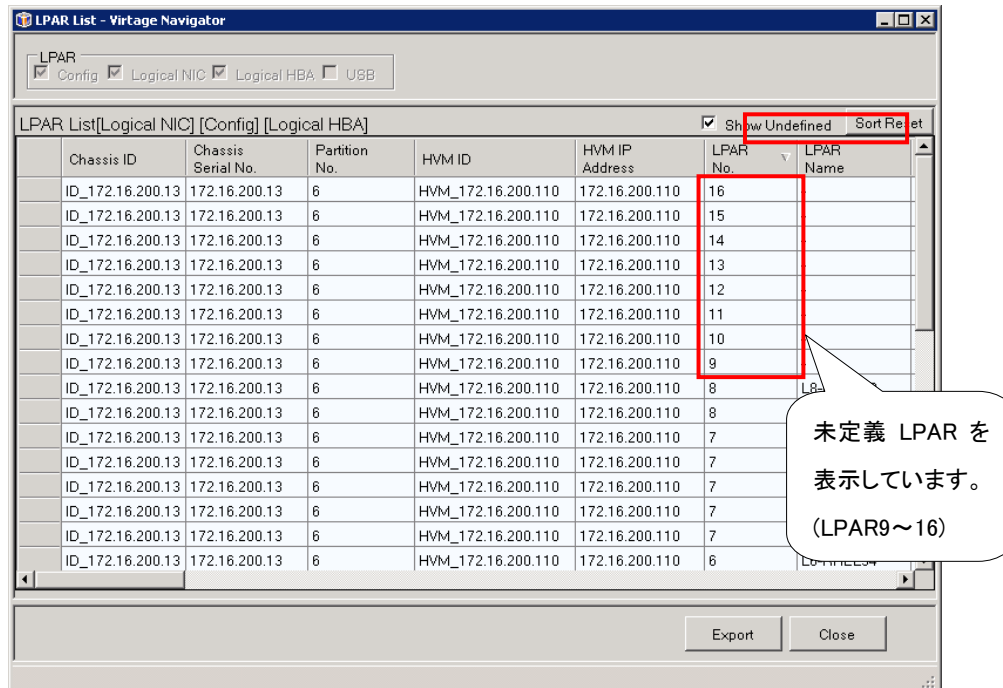 LPAR List - Virtage Navigator
LPAR
Config Logical NIC Logical HBA USB
LPAR List[Logical NIC] [Config] [Logical HBA] Show Undefined Sort Reset
Chassis ID Chassis Serial No. Partition No. HVM ID HVM IP Address LPAR No. LPAR Name
ID_172.16.200.13 172.16.200.13 6 HVM_172.16.200.110 172.16.200.110 16
ID_172.16.200.13 172.16.200.13 6 HVM_172.16.200.110 172.16.200.110 15
ID_172.16.200.13 172.16.200.13 6 HVM_172.16.200.110 172.16.200.110 14
ID_172.16.200.13 172.16.200.13 6 HVM_172.16.200.110 172.16.200.110 13
ID_172.16.200.13 172.16.200.13 6 HVM_172.16.200.110 172.16.200.110 12
ID_172.16.200.13 172.16.200.13 6 HVM_172.16.200.110 172.16.200.110 11
ID_172.16.200.13 172.16.200.13 6 HVM_172.16.200.110 172.16.200.110 10
ID_172.16.200.13 172.16.200.13 6 HVM_172.16.200.110 172.16.200.110 9
ID_172.16.200.13 172.16.200.13 6 HVM_172.16.200.110 172.16.200.110 8
ID_172.16.200.13 172.16.200.13 6 HVM_172.16.200.110 172.16.200.110 8
ID_172.16.200.13 172.16.200.13 6 HVM_172.16.200.110 172.16.200.110 7
ID_172.16.200.13 172.16.200.13 6 HVM_172.16.200.110 172.16.200.110 7
ID_172.16.200.13 172.16.200.13 6 HVM_172.16.200.110 172.16.200.110 7
ID_172.16.200.13 172.16.200.13 6 HVM_172.16.200.110 172.16.200.110 7
ID_172.16.200.13 172.16.200.13 6 HVM_172.16.200.110 172.16.200.110 7
ID_172.16.200.13 172.16.200.13 6 HVM_172.16.200.110 172.16.200.110 6
未定義 LPAR を
表示しています。
(LPAR9～16)
Export Close